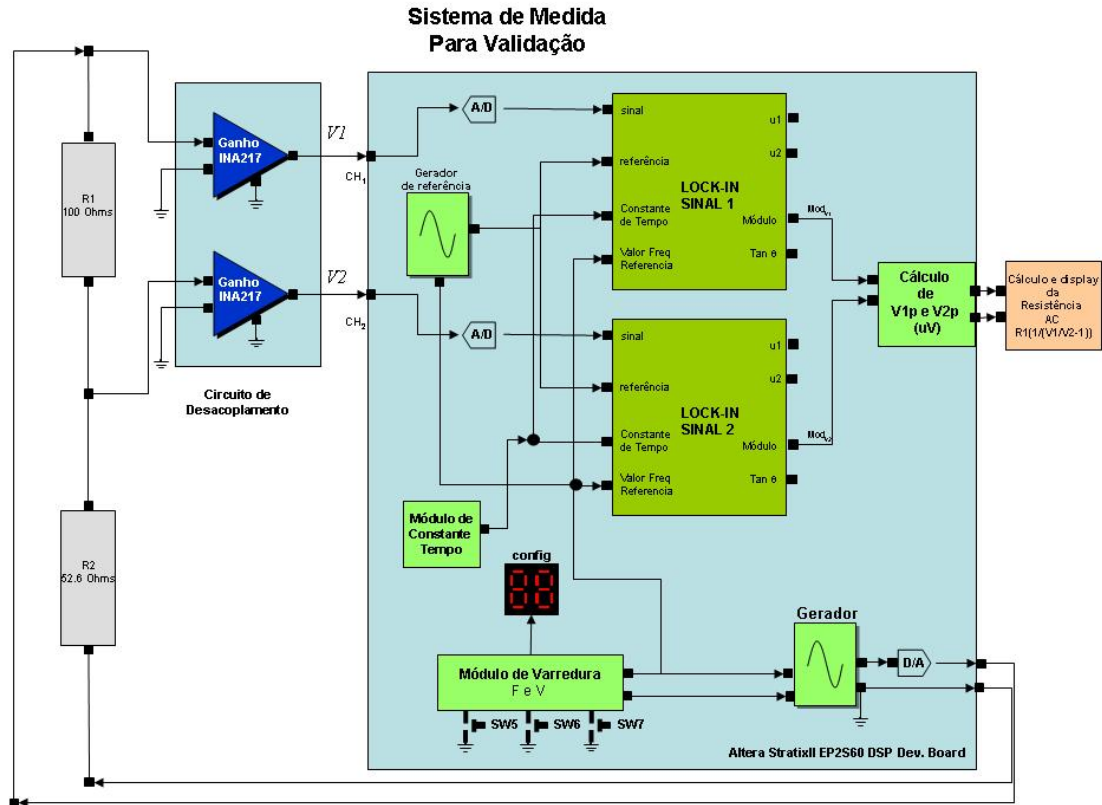 Sistema de Medida
Para Validação
R1
100 Ohms
R2
52.6 Ohms
Ganho
INA217
Ganho
INA217
Circuito de
Desacoplamento
V1
CH1
V2
CH2
A/D
A/D
Gerador
de referência
sinal
referência
Constante
de Tempo
Valor Freq
Referencia
LOCK-IN
SINAL 1
u1
u2
Módulo
Tan θ
Modv1
sinal
referência
Constante
de Tempo
Valor Freq
Referencia
LOCK-IN
SINAL 2
u1
u2
Módulo
Tan θ
Modv2
Cálculo
de
V1p e V2p
(uV)
Cálculo e display
da
Resistência
AC
R1(1/(V1/V2-1))
Módulo de
Constante
Tempo
config
88
Módulo de Varredura
F e V
SW5
SW6
SW7
Gerador
D/A
Altera StratixII EP2S60 DSP Dev. Board